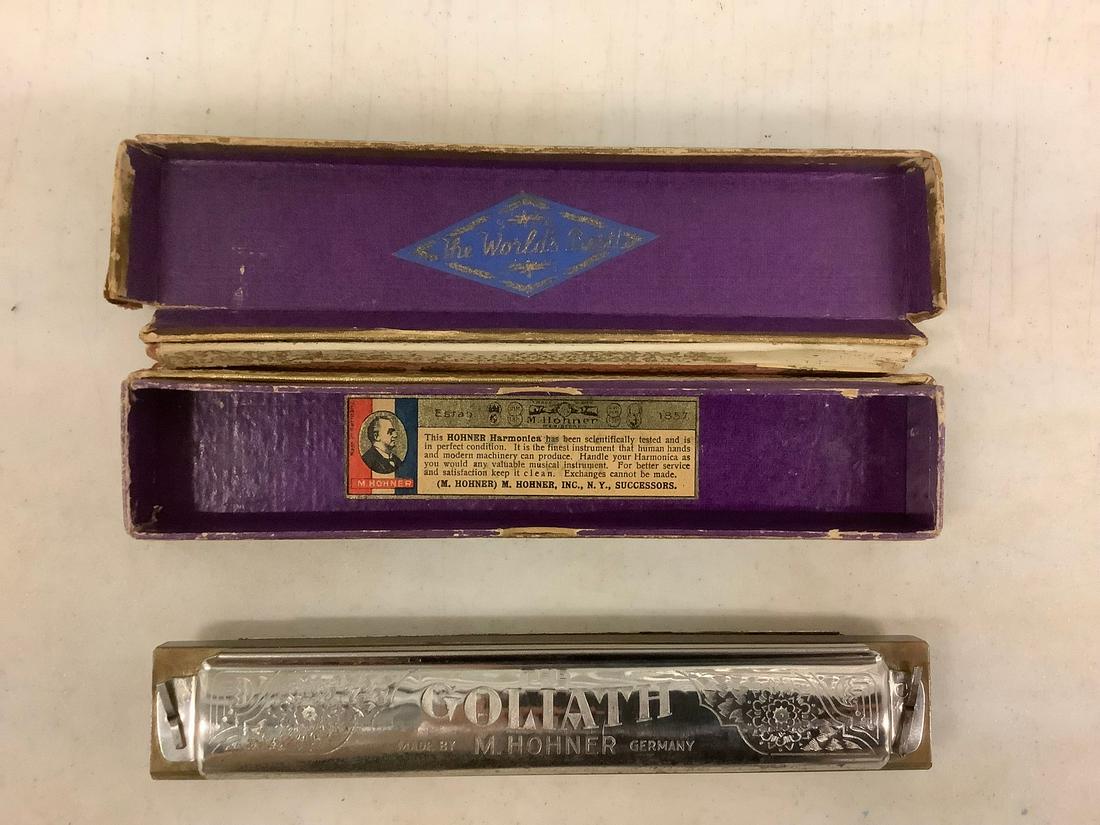 The World's Best!
Estab 1857
M. Hohner
This HOHNER Harmonica has been scientifically tested and is
in perfect condition. It is the finest instrument that human hands
and modern machinery can produce. Handle your Harmonica as
you would any valuable musical instrument. For better service
and satisfaction keep it clean. Exchanges cannot be made.
(M. HOHNER) M. HOHNER, INC., N. Y., SUCCESSORS.
M. HOHNER
THE
GOLIATH
MADE BY M. HOHNER GERMANY